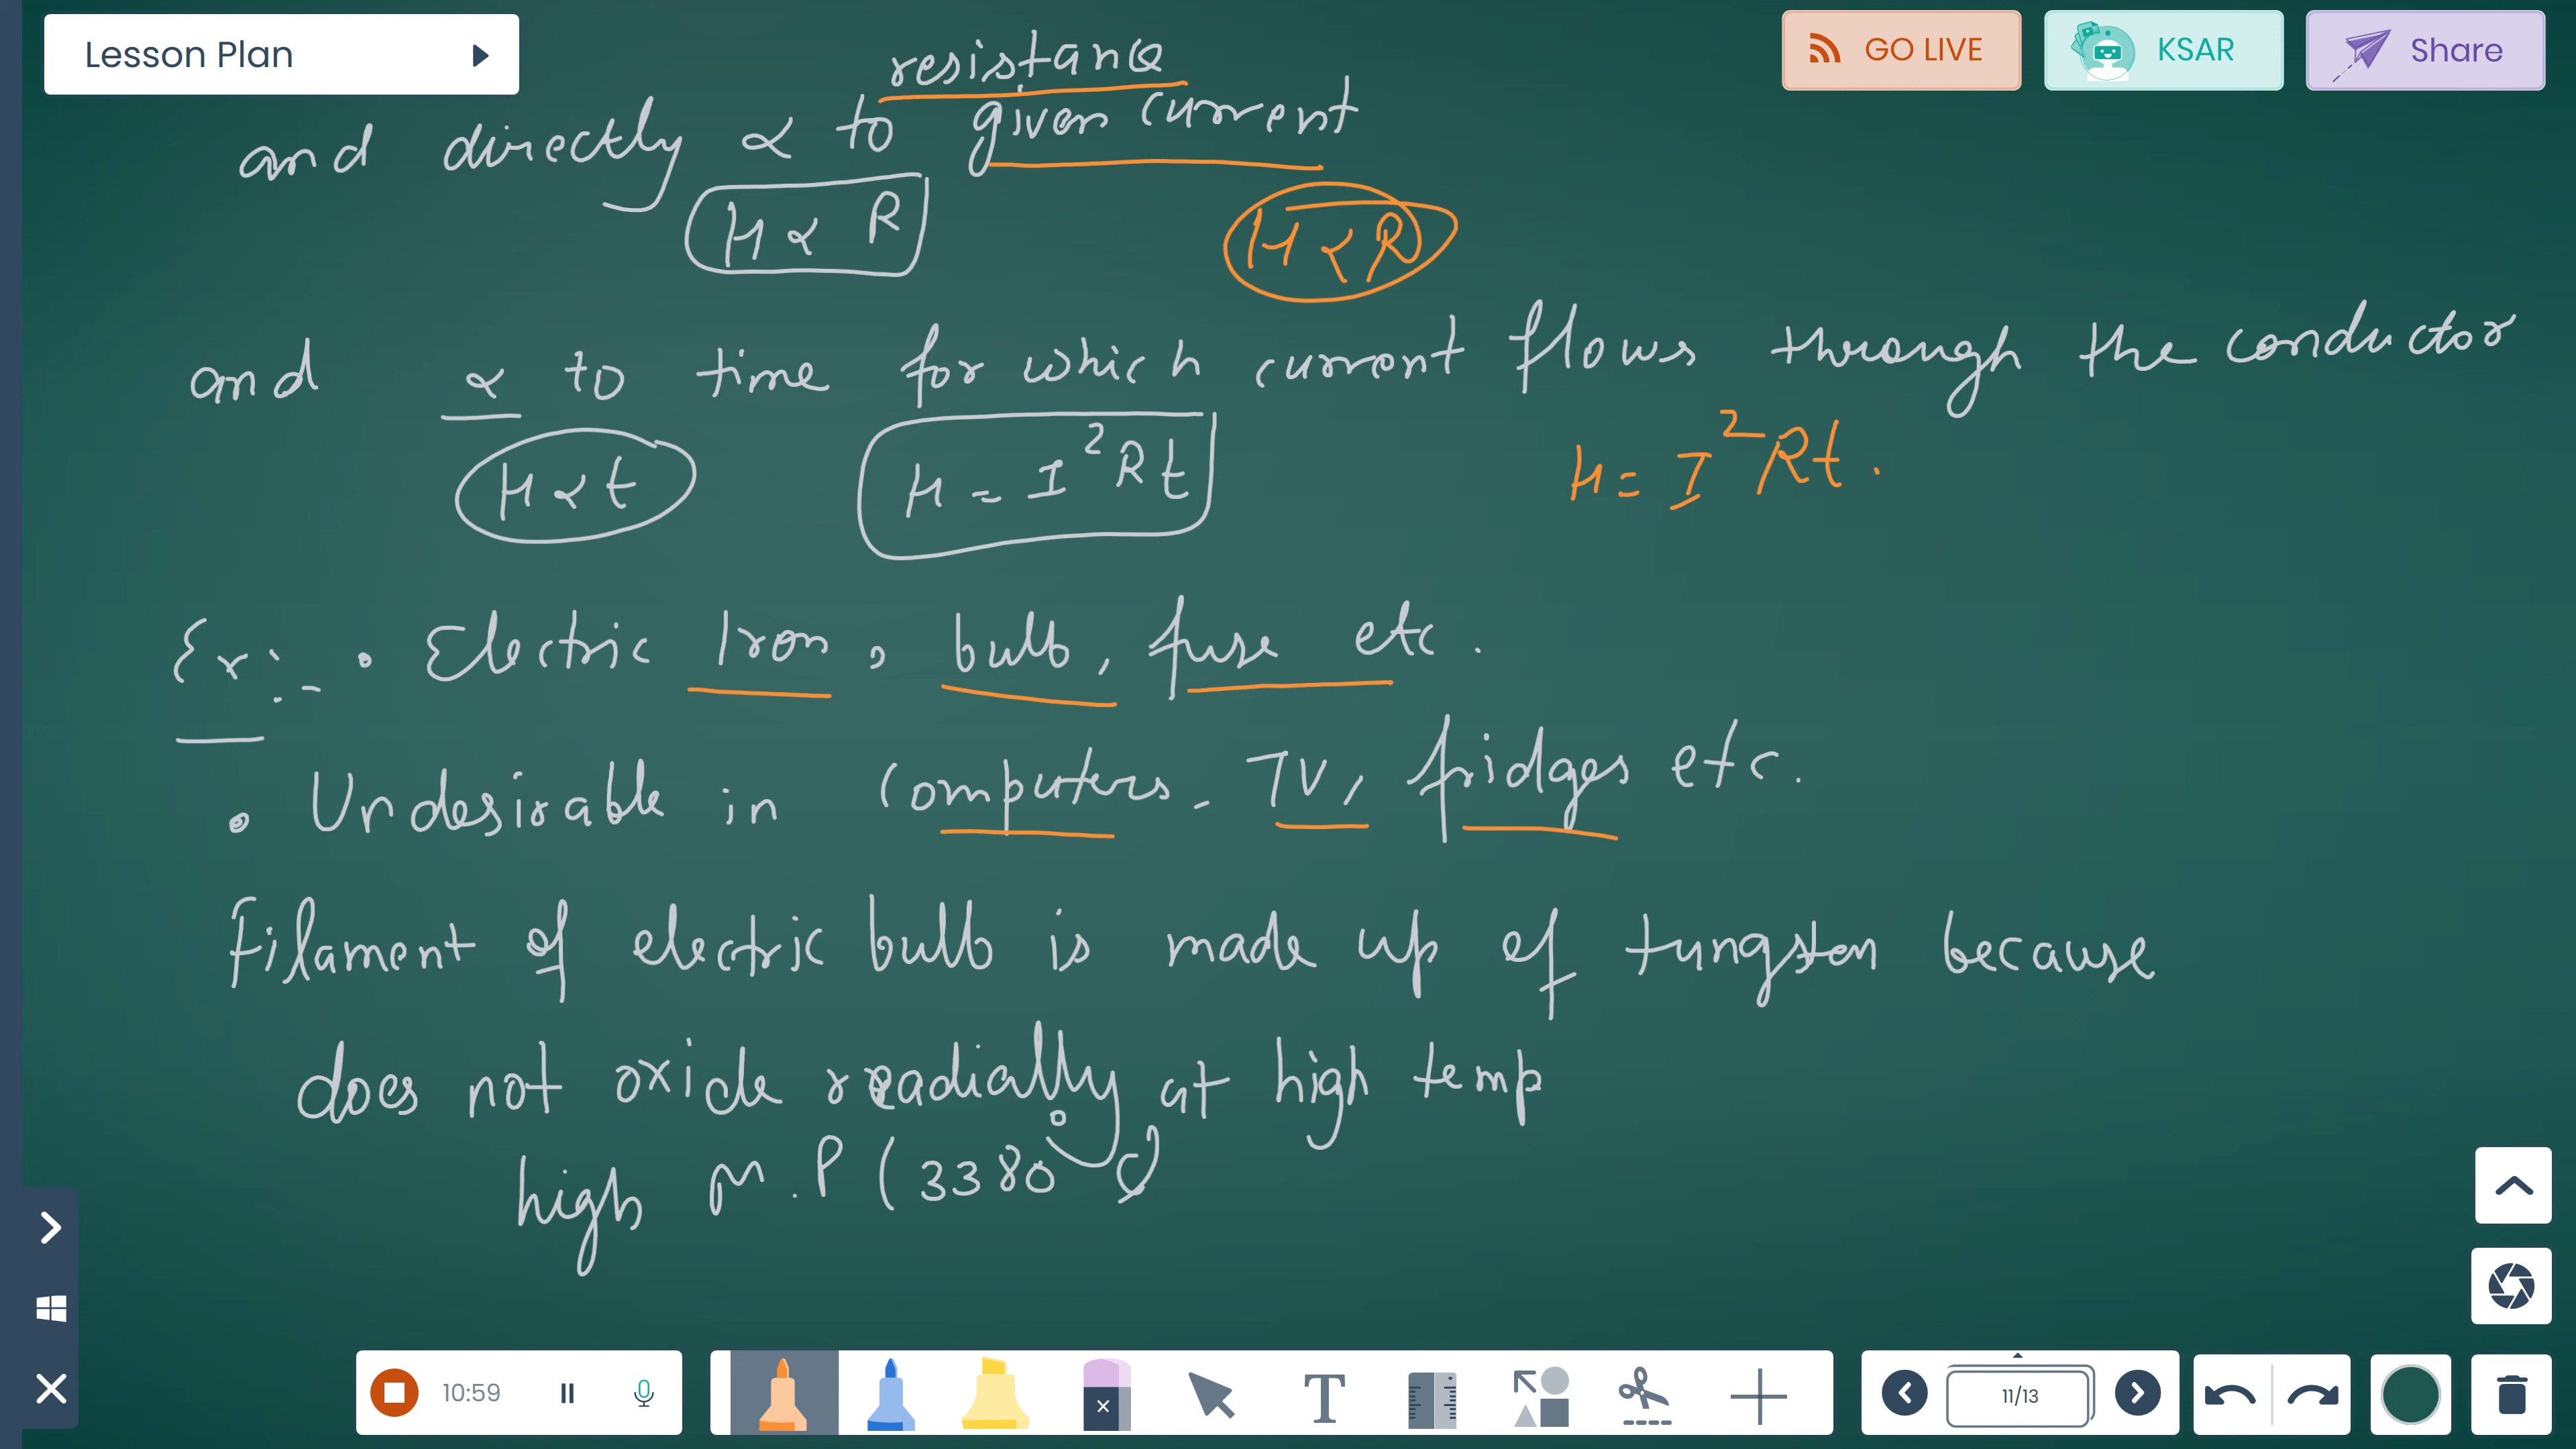 Lesson Plan
GO LIVE
KSAR
Share
resistance
and directly ∝ to given current
H ∝ R
H ∝ R
and ∝ to time for which current flows through the conductor
H ∝ t
H = I²Rt
H = I²Rt.
Ex:- • Electric Iron, bulb, fuse etc.
• Undesirable in Computers, TV, fridges etc.
Filament of electric bulb is made up of tungsten because
does not oxide readially at high temp
high M.P (3380°C)
10:59
T
11/13